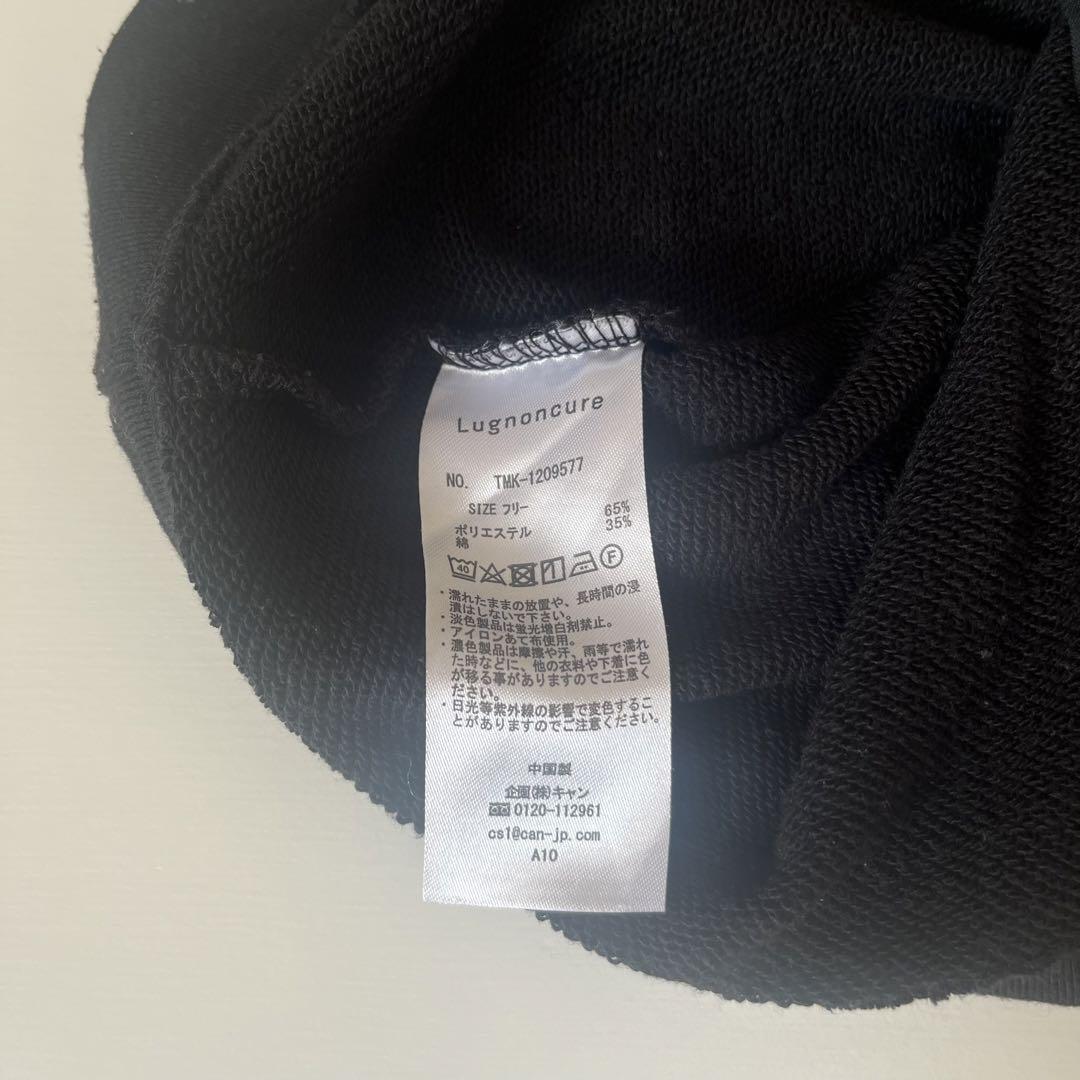 Lugnoncure
NO. TMK-1209577
SIZE フリー
ポリエステル 65%
綿 35%
40 F
・濡れたままの放置や、長時間の浸
漬はしないで下さい。
・淡色製品は蛍光増白剤禁止。
・アイロンあて布使用。
・濃色製品は摩擦や汗、雨等で濡れ
た時などに、他の衣料や下着に色
が移る事がありますのでご注意く
ださい。
・日光等紫外線の影響で変色するこ
とがありますのでご注意ください。
中国製
企画(株)キャン
0120-112961
cs1@can-jp.com
A10